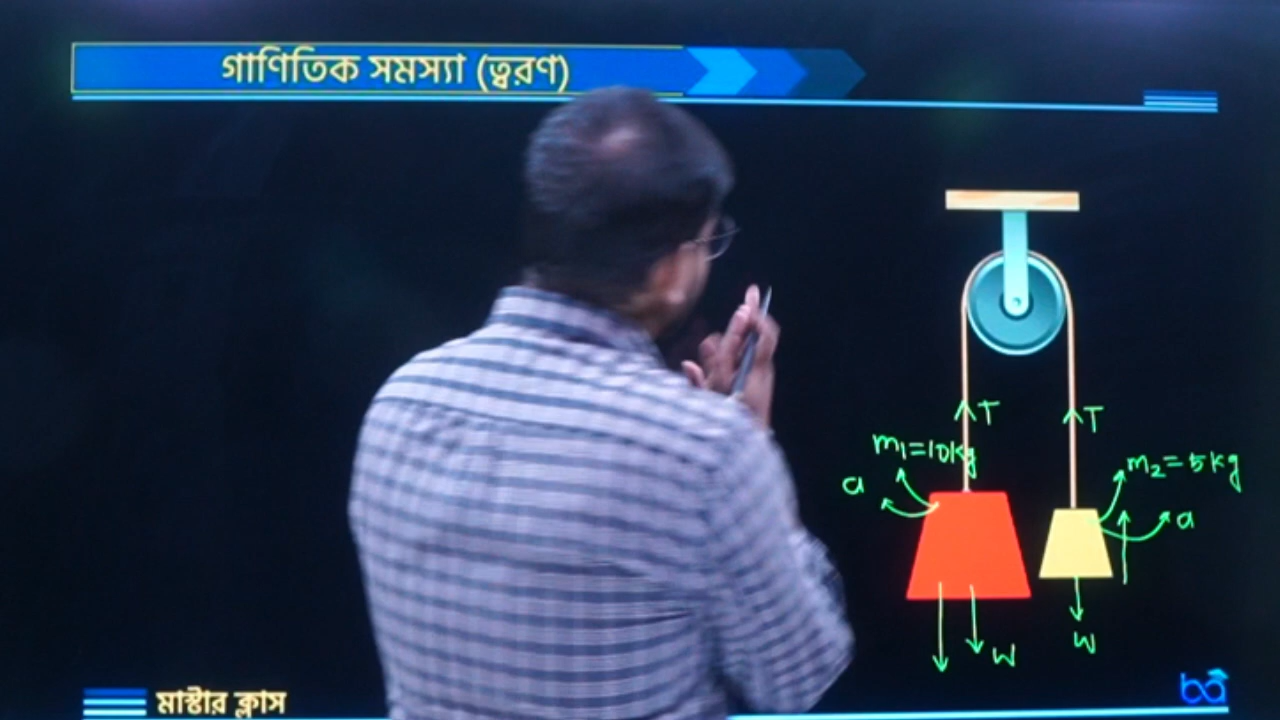 গাণিতিক সমস্যা (ত্বরণ)
T
T
m₁=10kg
m₂=5kg
a
a
W
W
মাস্টার ক্লাস